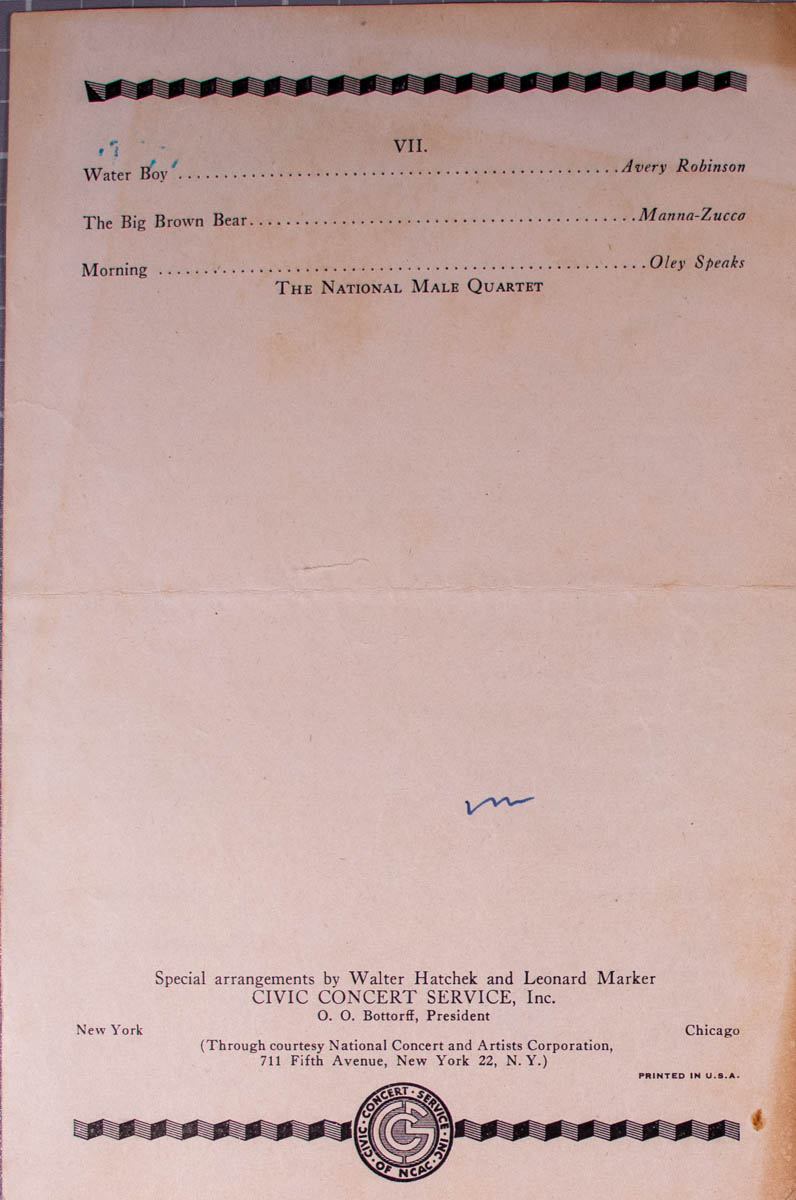 VII.
Water Boy ................................................ Avery Robinson
The Big Brown Bear ........................................ Manna-Zucca
Morning .................................................. Oley Speaks
THE NATIONAL MALE QUARTET
Special arrangements by Walter Hatchek and Leonard Marker
CIVIC CONCERT SERVICE, Inc.
O. O. Bottorff, President
New York Chicago
(Through courtesy National Concert and Artists Corporation,
711 Fifth Avenue, New York 22, N. Y.)
PRINTED IN U.S.A.
CIVIC · CONCERT · SERVICE · INC · OF NCAC ·